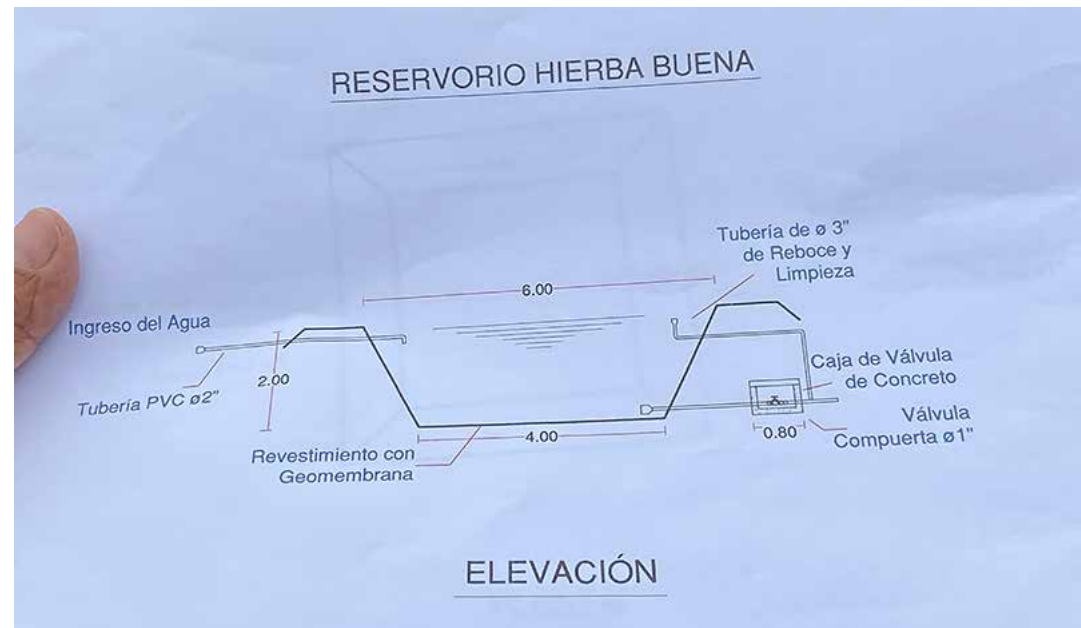 RESERVORIO HIERBA BUENA
Tubería de ø 3"
de Reboce y
Limpieza
6.00
Ingreso del Agua
Tubería PVC ø2"
2.00
Caja de Válvula
de Concreto
4.00
0.80
Válvula
Compuerta ø1"
Revestimiento con
Geomembrana
ELEVACIÓN